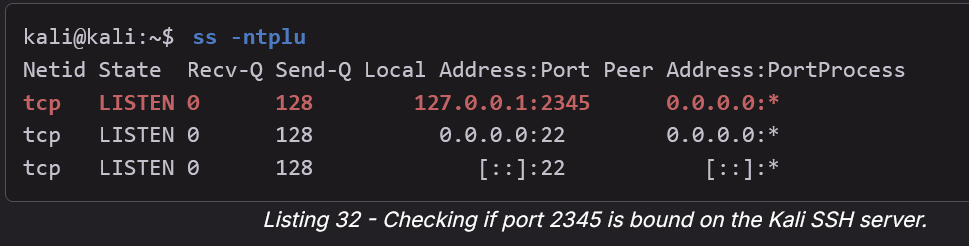 kali@kali:~$ ss -ntplu
Netid State Recv-Q Send-Q Local Address:Port Peer Address:PortProcess
tcp LISTEN 0 128 127.0.0.1:2345 0.0.0.0:*
tcp LISTEN 0 128 0.0.0.0:22 0.0.0.0:*
tcp LISTEN 0 128 [::]:22 [::]:*
Listing 32 - Checking if port 2345 is bound on the Kali SSH server.